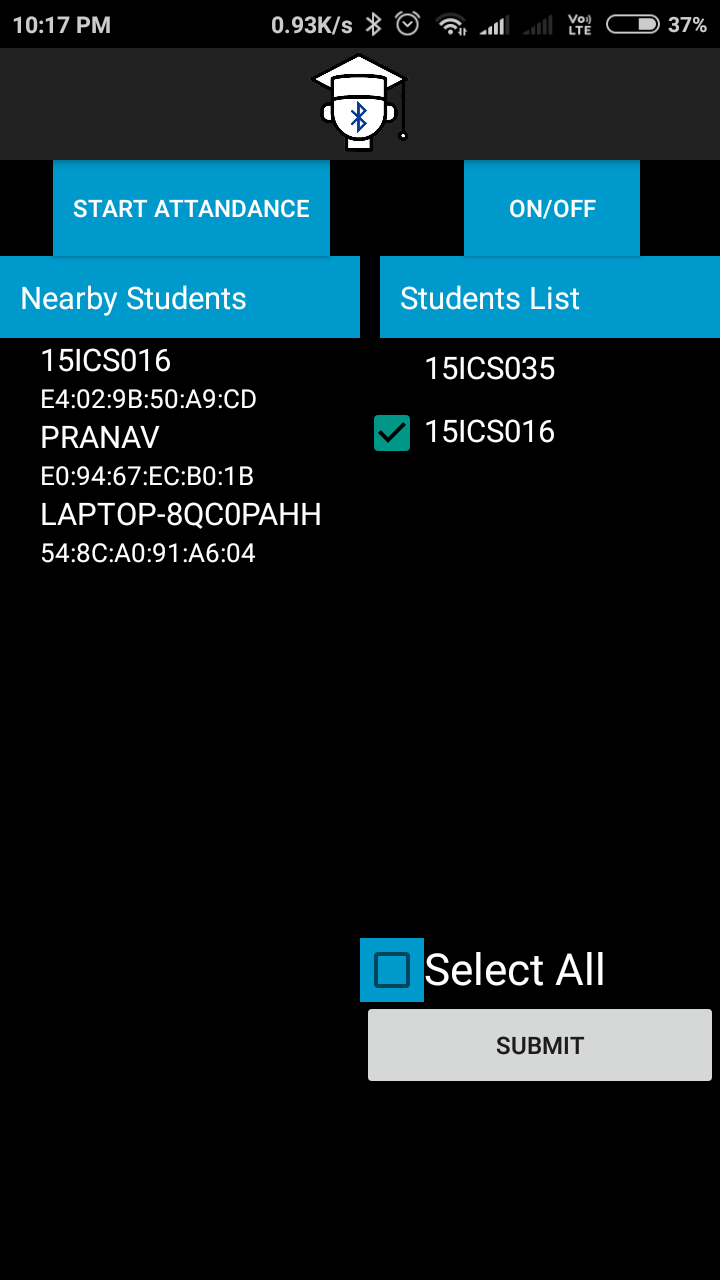 10:17 PM 0.93K/s Vo)) LTE 37%
START ATTANDANCE ON/OFF
Nearby Students Students List
15ICS016
E4:02:9B:50:A9:CD
PRANAV
E0:94:67:EC:B0:1B
LAPTOP-8QC0PAHH
54:8C:A0:91:A6:04
15ICS035
15ICS016
Select All
SUBMIT